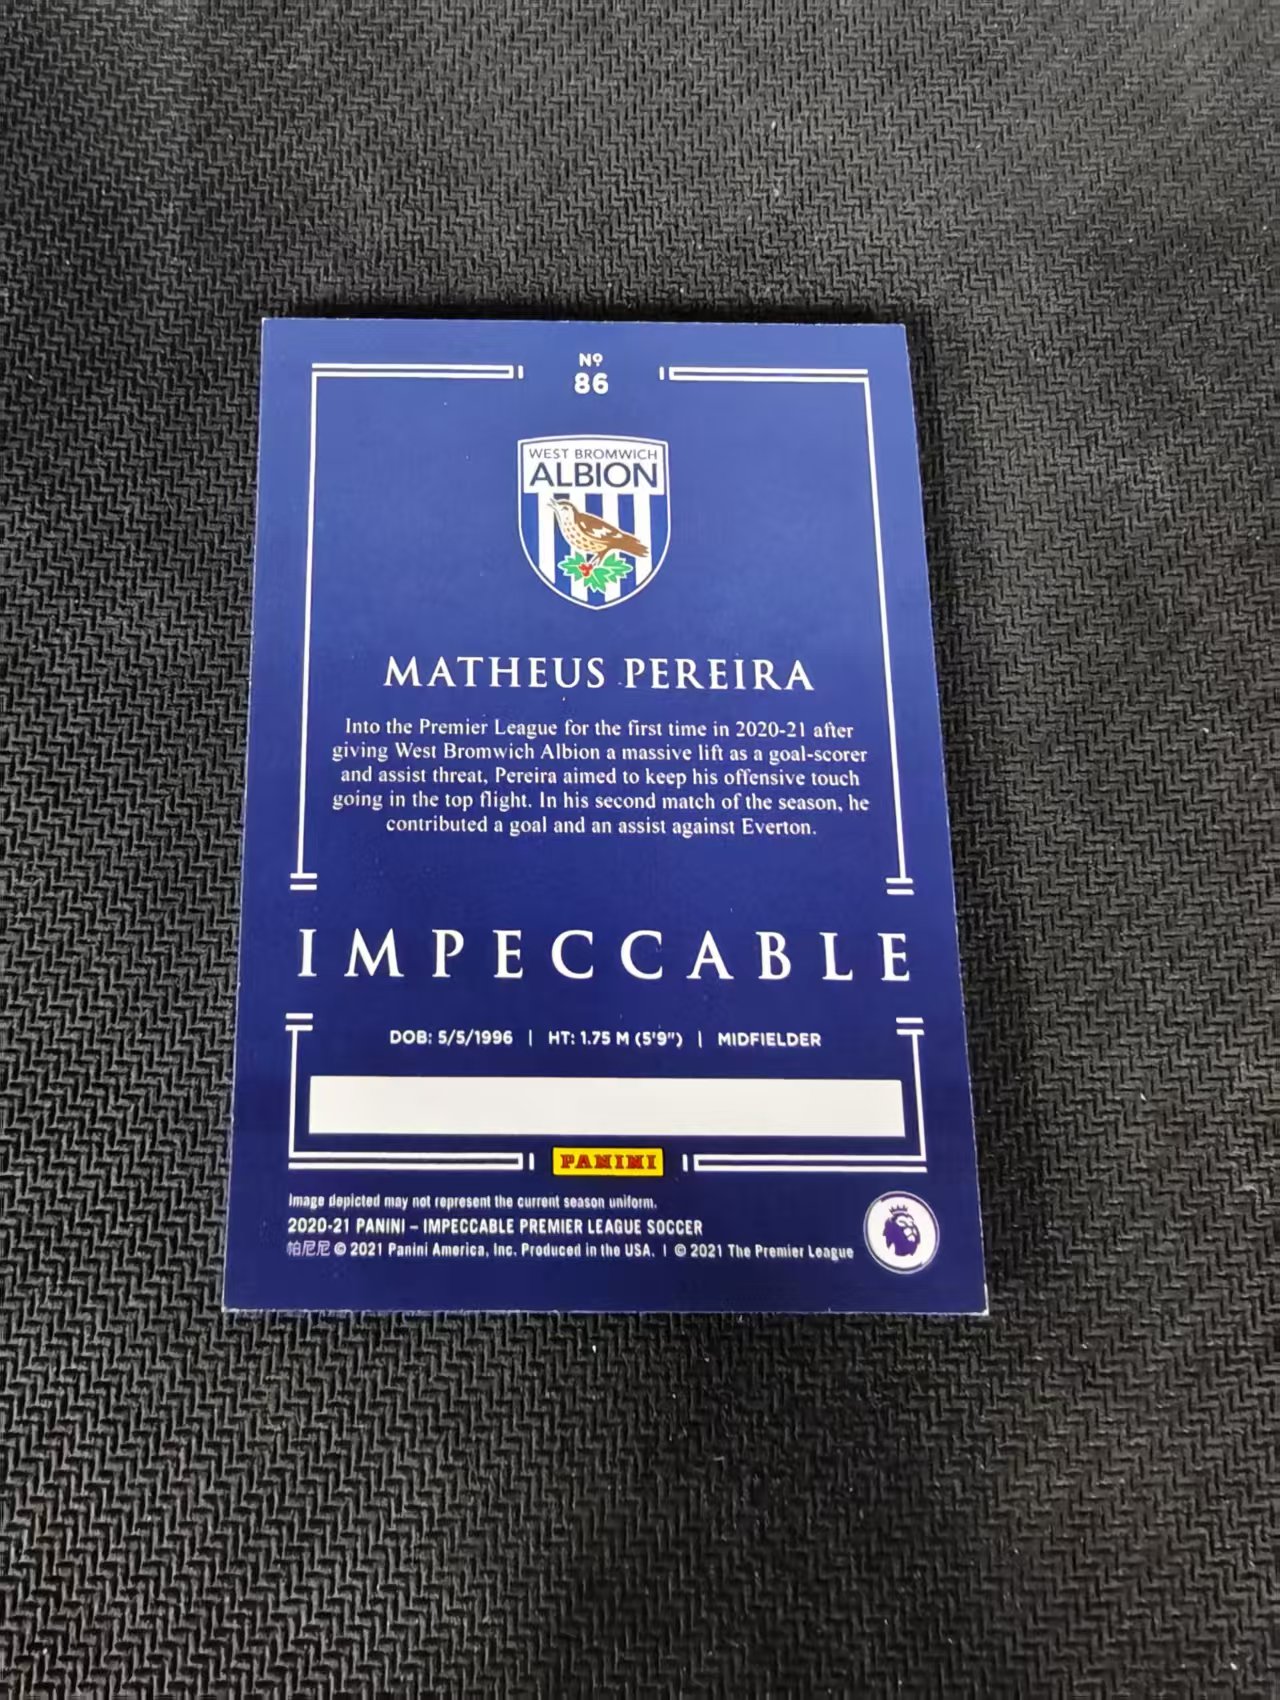 Nº
86
WEST BROMWICH
ALBION
MATHEUS PEREIRA
Into the Premier League for the first time in 2020-21 after
giving West Bromwich Albion a massive lift as a goal-scorer
and assist threat, Pereira aimed to keep his offensive touch
going in the top flight. In his second match of the season, he
contributed a goal and an assist against Everton.
IMPECCABLE
DOB: 5/5/1996 | HT: 1.75 M (5'9") | MIDFIELDER
PANINI
Image depicted may not represent the current season uniform.
2020-21 PANINI – IMPECCABLE PREMIER LEAGUE SOCCER
帕尼尼 © 2021 Panini America, Inc. Produced in the USA. | © 2021 The Premier League